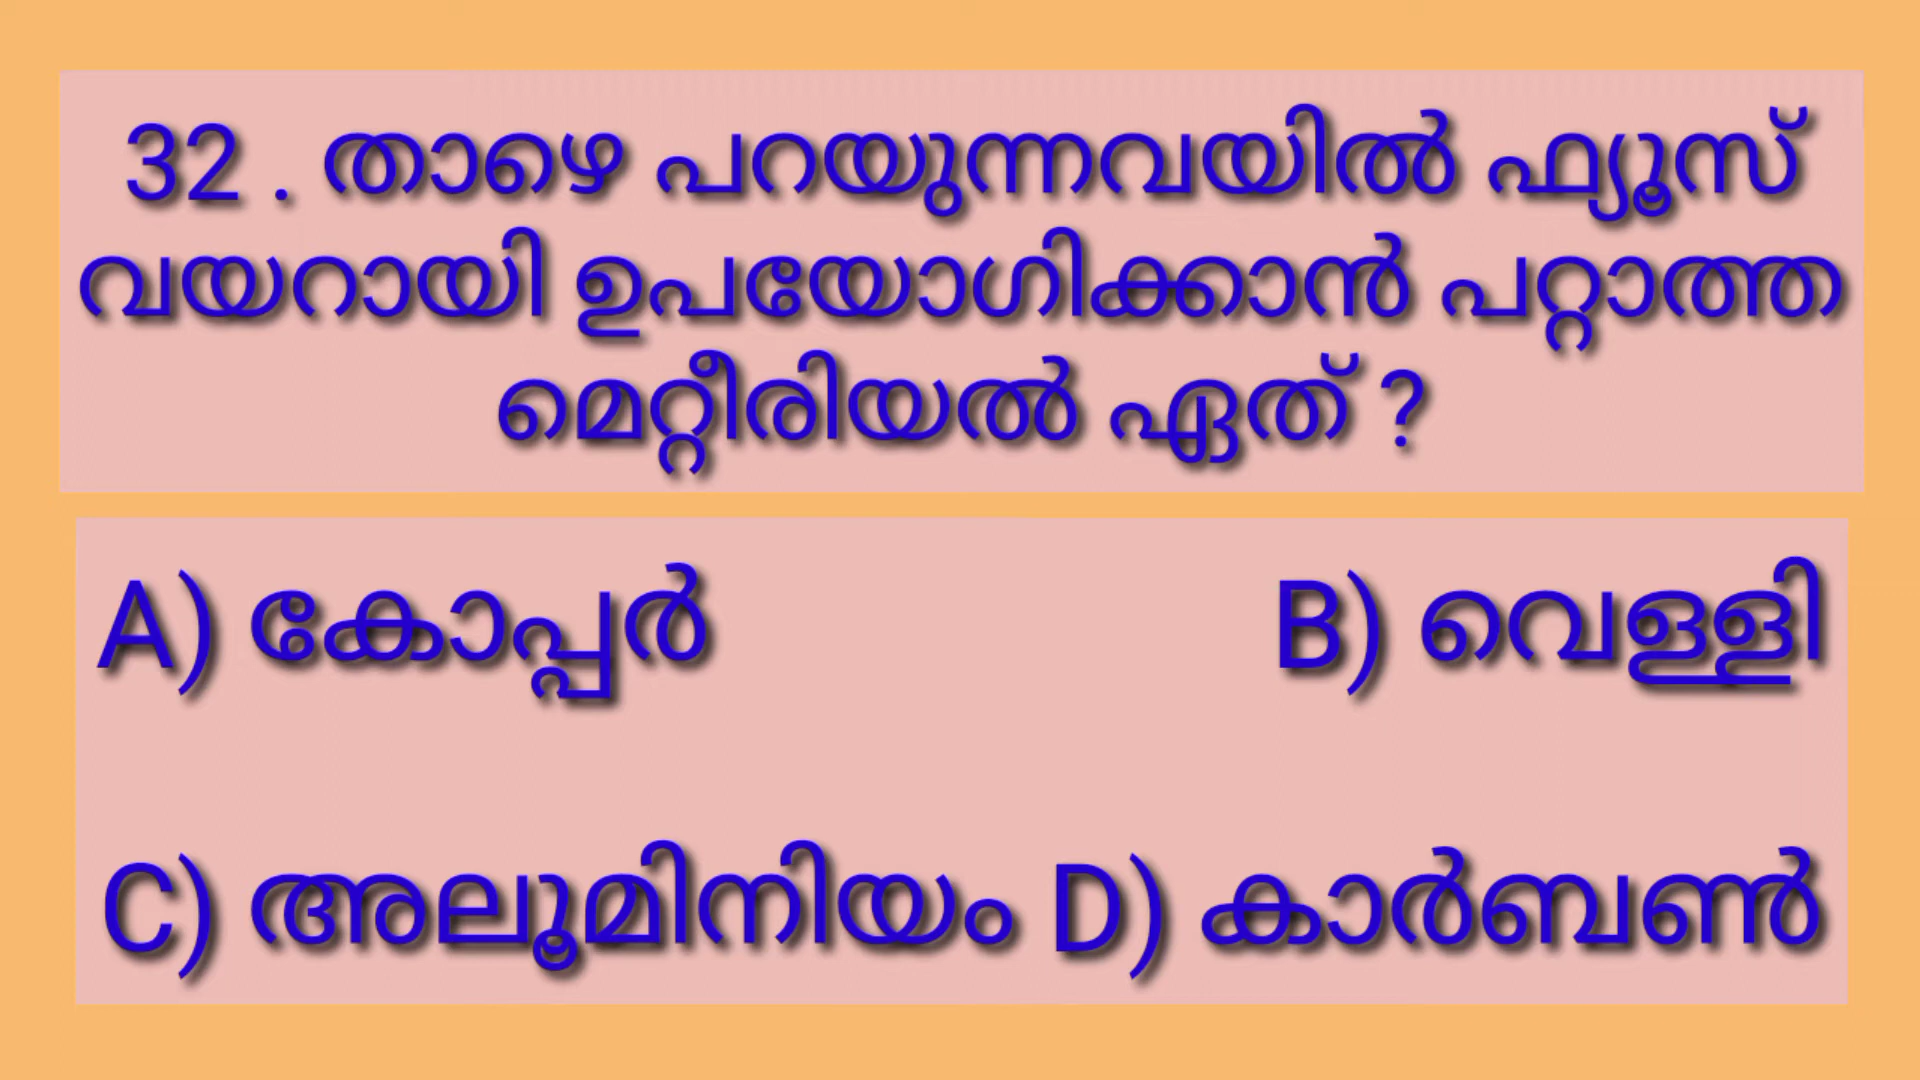 32 . താഴെ പറയുന്നവയിൽ ഫ്യൂസ്
വയറായി ഉപയോഗിക്കാൻ പറ്റാത്ത
മെറ്റീരിയൽ ഏത് ?
A) കോപ്പർ B) വെള്ളി
C) അലൂമിനിയം D) കാർബൺ